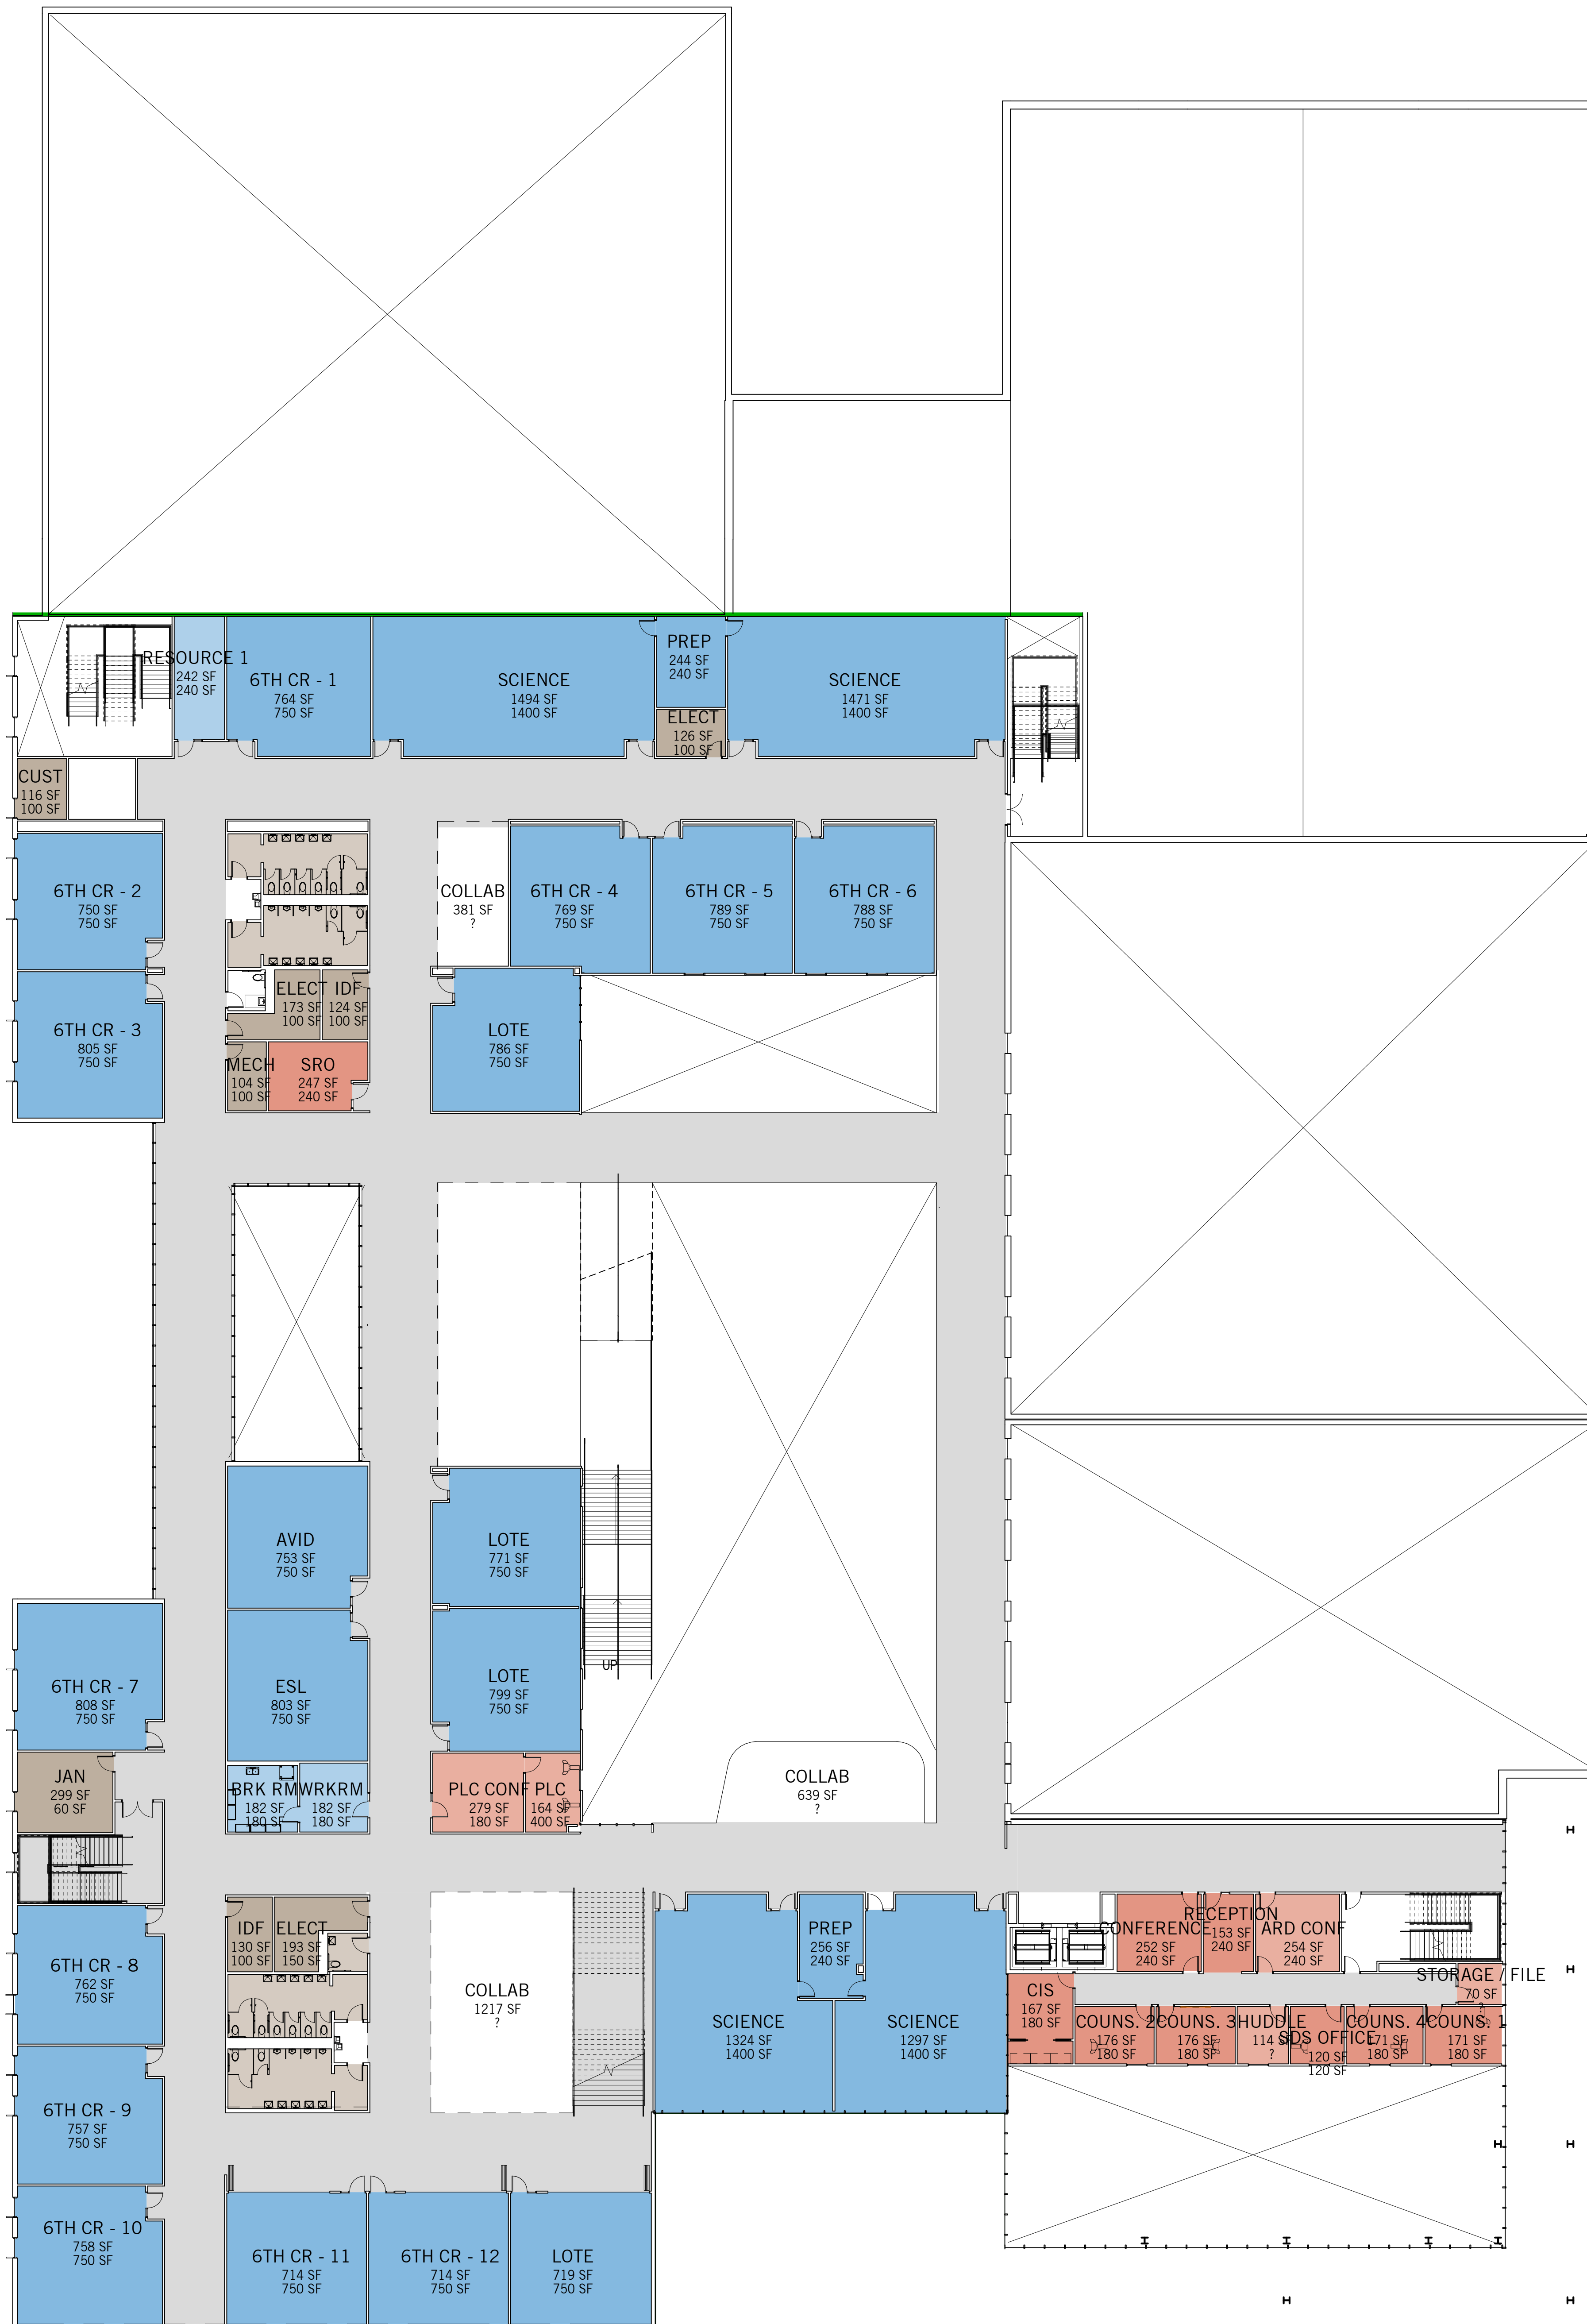 RESOURCE 1
242 SF
240 SF
6TH CR - 1
764 SF
750 SF
SCIENCE
1494 SF
1400 SF
PREP
244 SF
240 SF
ELECT
126 SF
100 SF
SCIENCE
1471 SF
1400 SF
CUST
116 SF
100 SF
6TH CR - 2
750 SF
750 SF
COLLAB
381 SF
?
6TH CR - 4
769 SF
750 SF
6TH CR - 5
789 SF
750 SF
6TH CR - 6
788 SF
750 SF
6TH CR - 3
805 SF
750 SF
ELECT
173 SF
100 SF
IDF
124 SF
100 SF
MECH
104 SF
100 SF
SRO
247 SF
240 SF
LOTE
786 SF
750 SF
AVID
753 SF
750 SF
LOTE
771 SF
750 SF
6TH CR - 7
808 SF
750 SF
ESL
803 SF
750 SF
LOTE
799 SF
750 SF
UP
JAN
299 SF
60 SF
BRK RM
182 SF
180 SF
WRKRM
182 SF
180 SF
PLC CONF
279 SF
180 SF
PLC
164 SF
400 SF
COLLAB
639 SF
?
6TH CR - 8
762 SF
750 SF
IDF
130 SF
100 SF
ELECT
193 SF
150 SF
COLLAB
1217 SF
?
SCIENCE
1324 SF
1400 SF
PREP
256 SF
240 SF
SCIENCE
1297 SF
1400 SF
CONFERENCE
252 SF
240 SF
RECEPTION
153 SF
240 SF
ARD CONF
254 SF
240 SF
STORAGE / FILE
70 SF
?
CIS
167 SF
180 SF
COUNS. 2
176 SF
180 SF
COUNS. 3
176 SF
180 SF
HUDDLE
114 SF
?
SDS OFFICE
120 SF
120 SF
COUNS. 4
171 SF
180 SF
COUNS. 1
171 SF
180 SF
6TH CR - 9
757 SF
750 SF
6TH CR - 10
758 SF
750 SF
6TH CR - 11
714 SF
750 SF
6TH CR - 12
714 SF
750 SF
LOTE
719 SF
750 SF